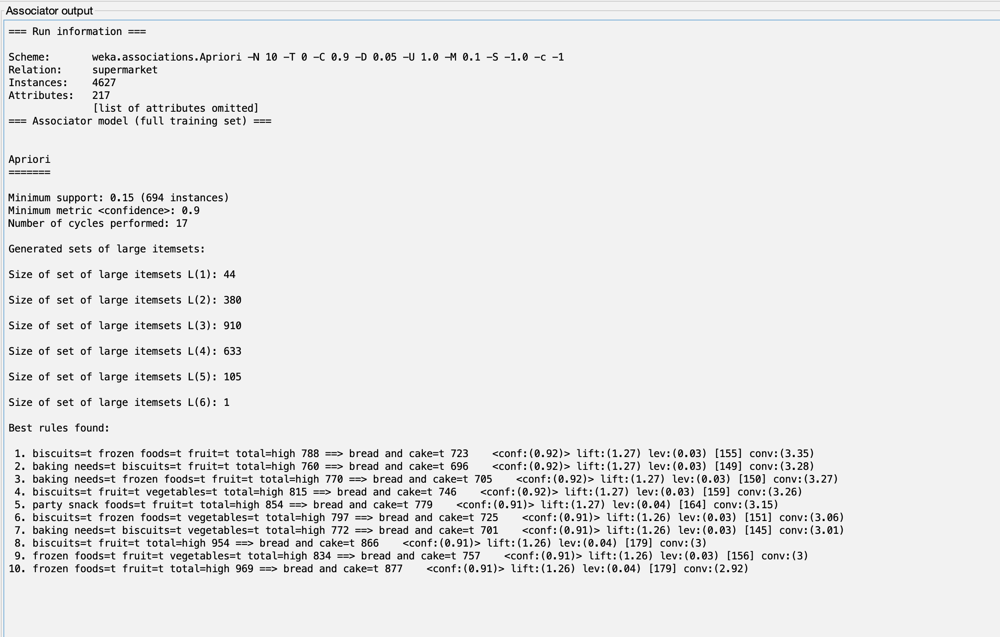 Associator output
=== Run information ===
Scheme:       weka.associations.Apriori -N 10 -T 0 -C 0.9 -D 0.05 -U 1.0 -M 0.1 -S -1.0 -c -1
Relation:     supermarket
Instances:    4627
Attributes:   217
              [list of attributes omitted]
=== Associator model (full training set) ===
Apriori
=======
Minimum support: 0.15 (694 instances)
Minimum metric <confidence>: 0.9
Number of cycles performed: 17
Generated sets of large itemsets:
Size of set of large itemsets L(1): 44
Size of set of large itemsets L(2): 380
Size of set of large itemsets L(3): 910
Size of set of large itemsets L(4): 633
Size of set of large itemsets L(5): 105
Size of set of large itemsets L(6): 1
Best rules found:
 1. biscuits=t frozen foods=t fruit=t total=high 788 ==> bread and cake=t 723    <conf:(0.92)> lift:(1.27) lev:(0.03) [155] conv:(3.35)
 2. baking needs=t biscuits=t fruit=t total=high 760 ==> bread and cake=t 696    <conf:(0.92)> lift:(1.27) lev:(0.03) [149] conv:(3.28)
 3. baking needs=t frozen foods=t fruit=t total=high 770 ==> bread and cake=t 705    <conf:(0.92)> lift:(1.27) lev:(0.03) [150] conv:(3.27)
 4. biscuits=t fruit=t vegetables=t total=high 815 ==> bread and cake=t 746    <conf:(0.92)> lift:(1.27) lev:(0.03) [159] conv:(3.26)
 5. party snack foods=t fruit=t total=high 854 ==> bread and cake=t 779    <conf:(0.91)> lift:(1.27) lev:(0.04) [164] conv:(3.15)
 6. biscuits=t frozen foods=t vegetables=t total=high 797 ==> bread and cake=t 725    <conf:(0.91)> lift:(1.26) lev:(0.03) [151] conv:(3.06)
 7. baking needs=t biscuits=t vegetables=t total=high 772 ==> bread and cake=t 701    <conf:(0.91)> lift:(1.26) lev:(0.03) [145] conv:(3.01)
 8. biscuits=t fruit=t total=high 954 ==> bread and cake=t 866    <conf:(0.91)> lift:(1.26) lev:(0.04) [179] conv:(3)
 9. frozen foods=t fruit=t vegetables=t total=high 834 ==> bread and cake=t 757    <conf:(0.91)> lift:(1.26) lev:(0.03) [156] conv:(3)
10. frozen foods=t fruit=t total=high 969 ==> bread and cake=t 877    <conf:(0.91)> lift:(1.26) lev:(0.04) [179] conv:(2.92)